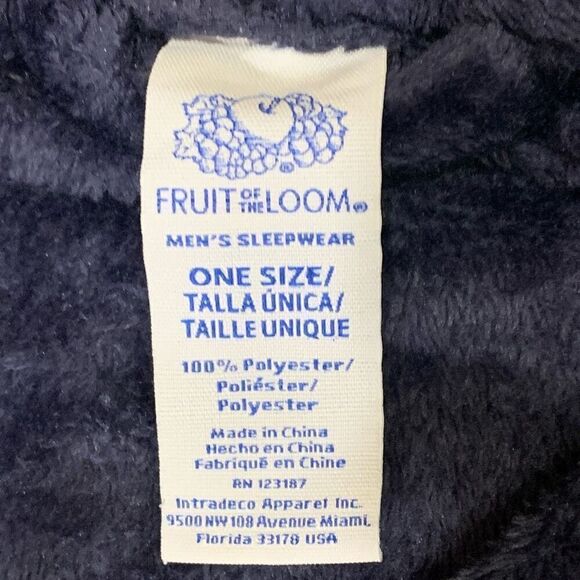 FRUIT OF THE LOOM®
MEN'S SLEEPWEAR
ONE SIZE/
TALLA ÚNICA/
TAILLE UNIQUE
100% Polyester/
Poliéster/
Polyester
Made in China
Hecho en China
Fabriqué en Chine
RN 123187
Intradeco Apparel Inc.
9500 NW 108 Avenue Miami,
Florida 33178 USA